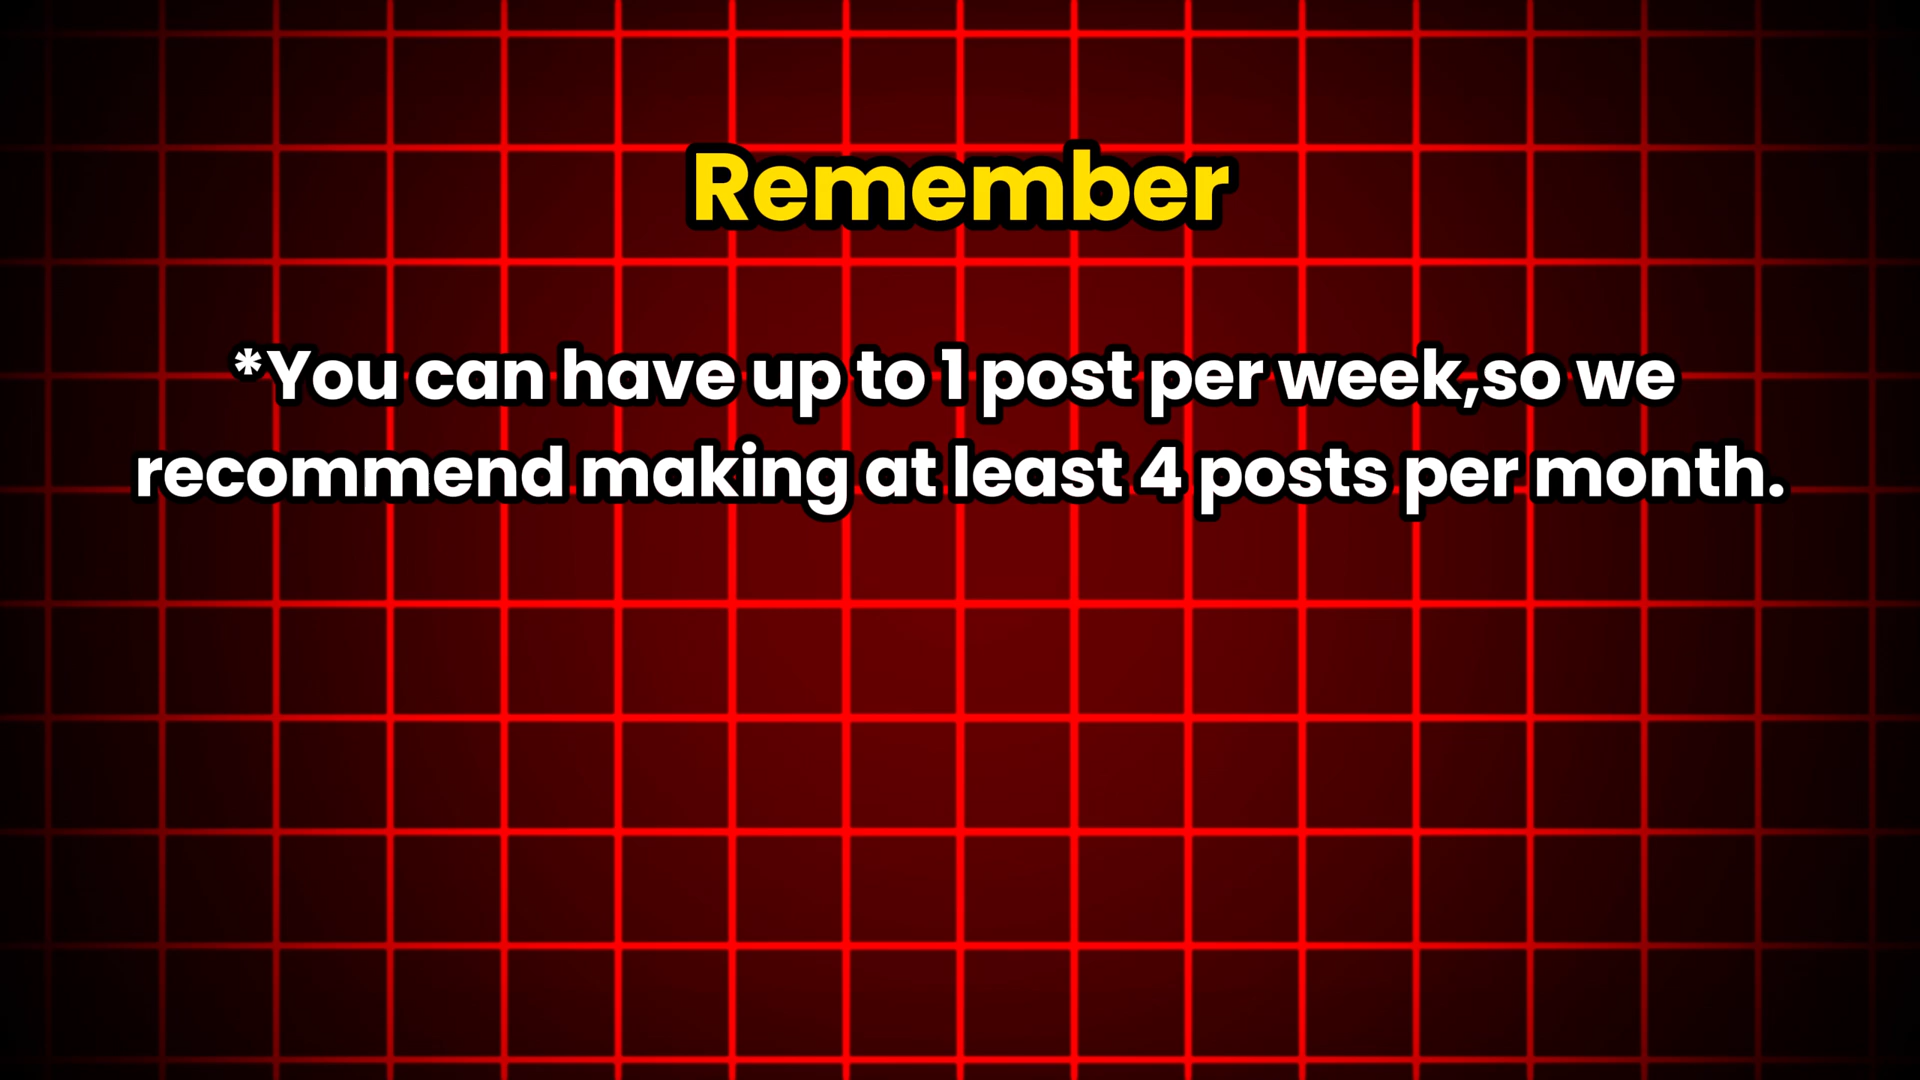 Remember
*You can have up to 1 post per week,so we
recommend making at least 4 posts per month.